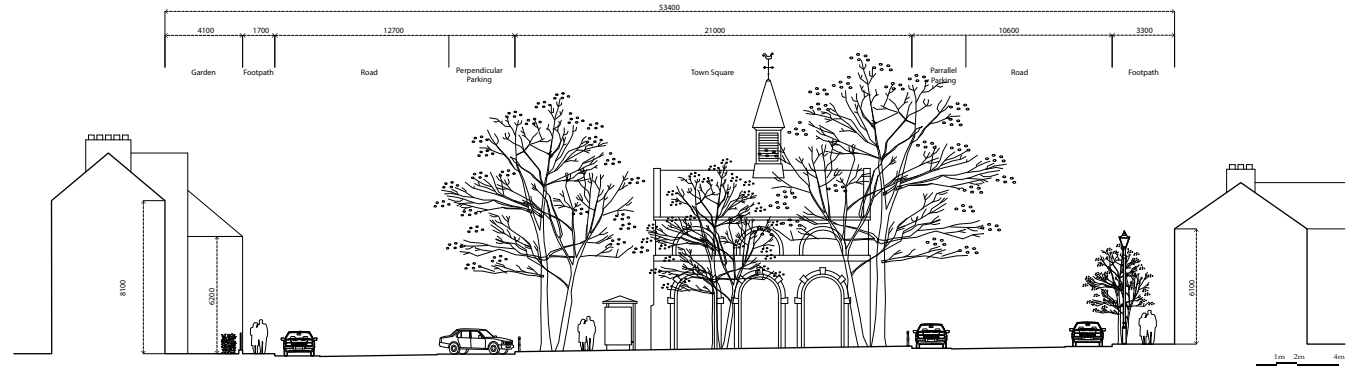 53400
4100 1700 12700 21000 10600 3300
Garden Footpath Road Perpendicular Parking Town Square Parrallel Parking Road Footpath
8100
6200
6100
1m 2m 4m